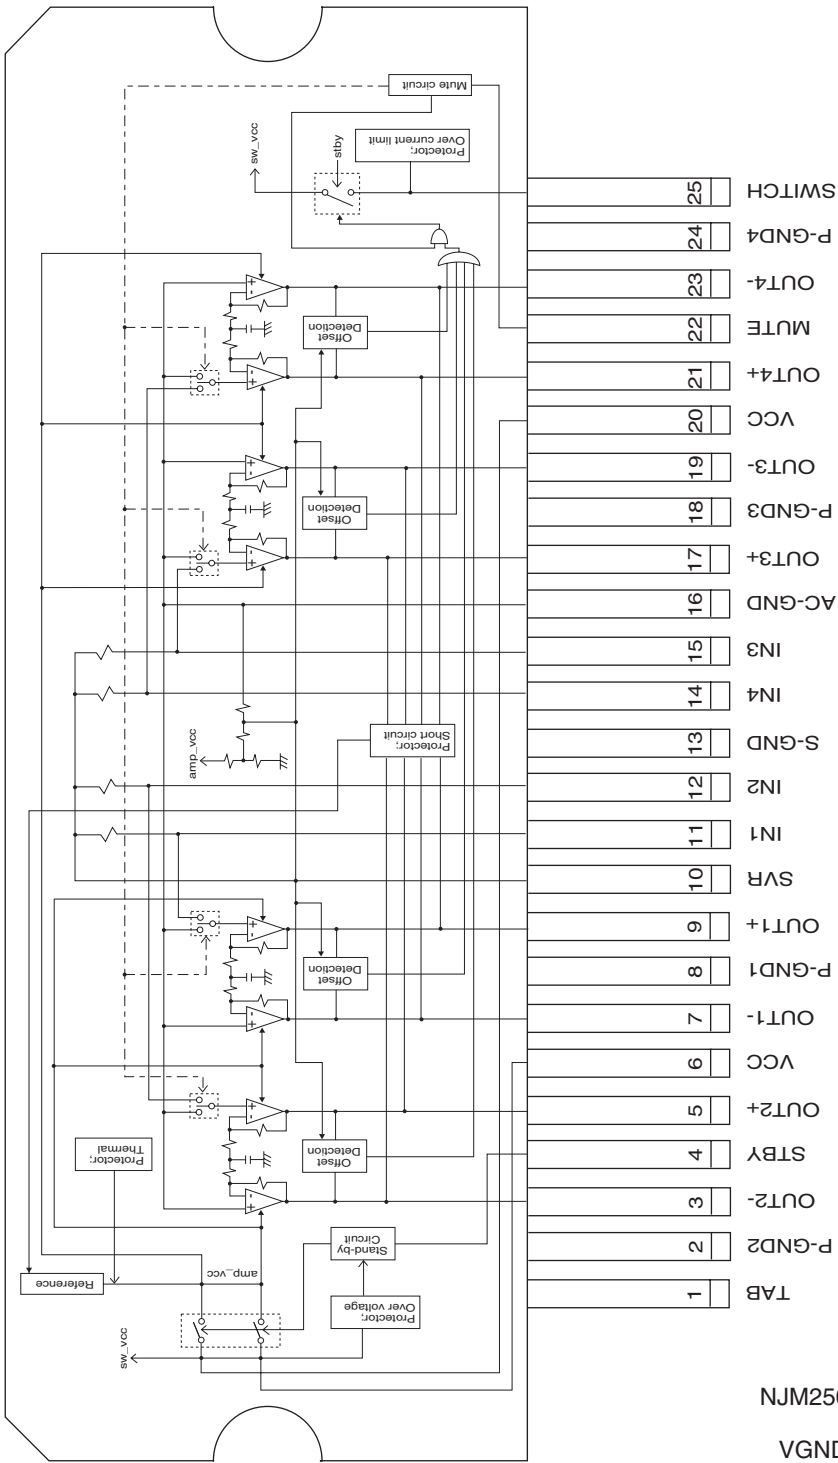 Mute circuit
sw_vcc
stby
Protector;
Over current limit
25 SWITCH
24 P-GND4
23 OUT4-
22 MUTE
21 OUT4+
20 VCC
19 OUT3-
18 P-GND3
17 OUT3+
16 AC-GND
15 IN3
14 IN4
13 S-GND
12 IN2
11 IN1
10 SVR
9 OUT1+
8 P-GND1
7 OUT1-
6 VCC
5 OUT2+
4 STBY
3 OUT2-
2 P-GND2
1 TAB
+
-
Offset
Detection
-
+
+
-
Offset
Detection
-
+
amp_vcc
Protector;
Short circuit
+
-
Offset
Detection
-
+
+
-
Offset
Detection
-
+
Protector;
Thermal
Stand-by
Circuit
Reference
amp_vcc
Protector;
Over voltage
sw_vcc
NJM256
VGND